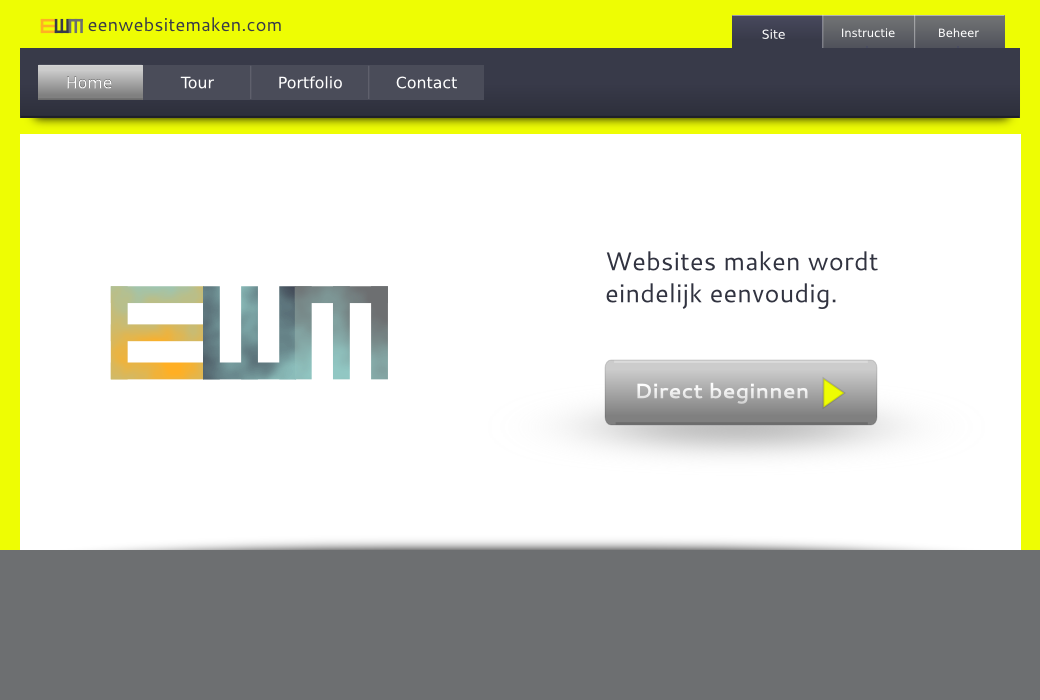 EWM eenwebsitemaken.com
Site Instructie Beheer
Home Tour Portfolio Contact
EWM
Websites maken wordt
eindelijk eenvoudig.
Direct beginnen